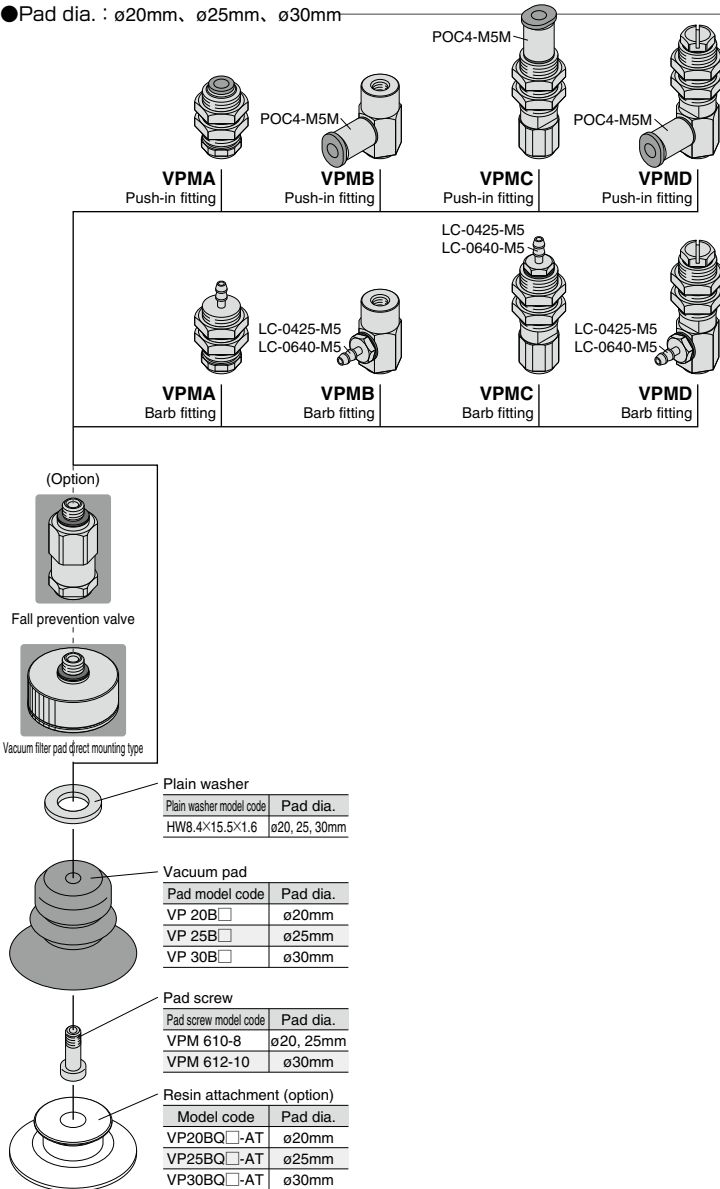 ●Pad dia. : ø20mm、ø25mm、ø30mm
POC4-M5M
POC4-M5M
POC4-M5M
VPMA
Push-in fitting
VPMB
Push-in fitting
VPMC
Push-in fitting
VPMD
Push-in fitting
LC-0425-M5
LC-0640-M5
LC-0425-M5
LC-0640-M5
LC-0425-M5
LC-0640-M5
VPMA
Barb fitting
VPMB
Barb fitting
VPMC
Barb fitting
VPMD
Barb fitting
(Option)
Fall prevention valve
Vacuum filter pad direct mounting type
Plain washer
Plain washer model code Pad dia.
HW8.4×15.5×1.6 ø20, 25, 30mm
Vacuum pad
Pad model code Pad dia.
VP 20B□ ø20mm
VP 25B□ ø25mm
VP 30B□ ø30mm
Pad screw
Pad screw model code Pad dia.
VPM 610-8 ø20, 25mm
VPM 612-10 ø30mm
Resin attachment (option)
Model code Pad dia.
VP20BQ□-AT ø20mm
VP25BQ□-AT ø25mm
VP30BQ□-AT ø30mm